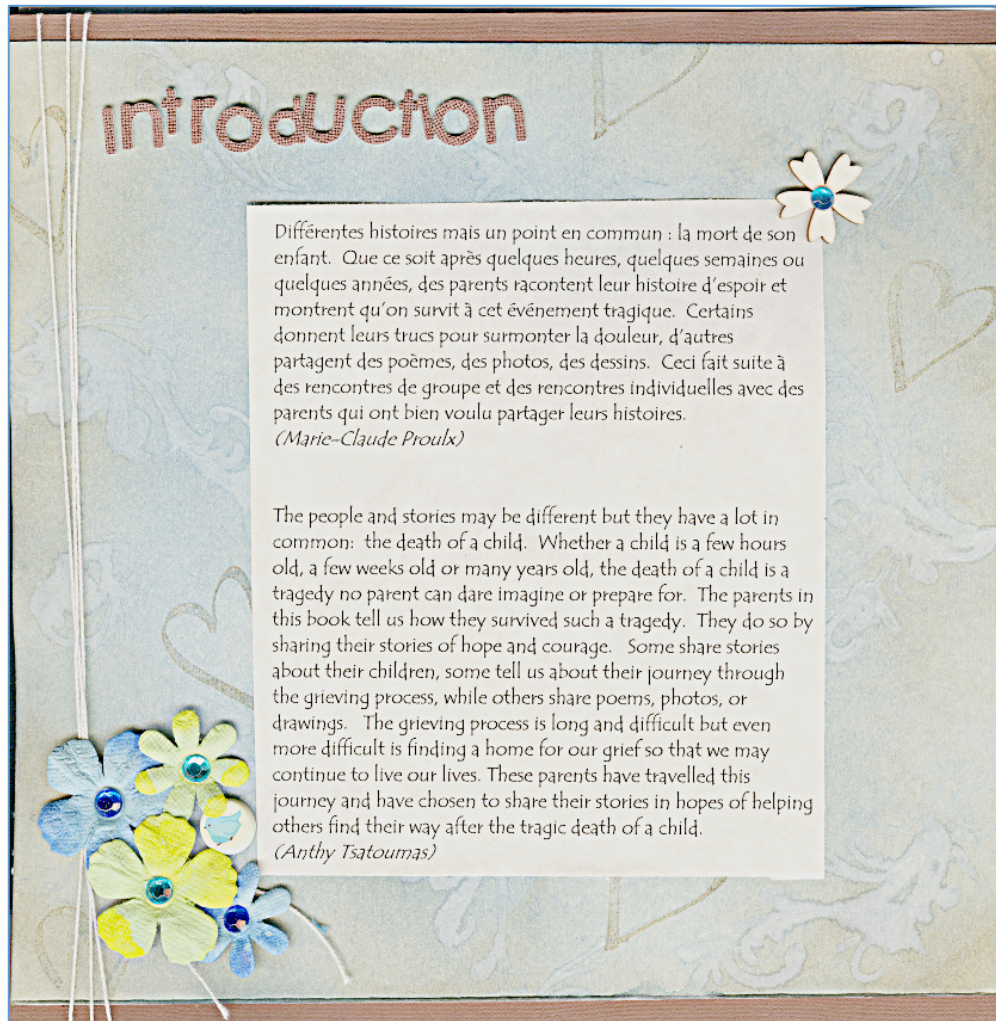 introduction
Différentes histoires mais un point en commun : la mort de son
enfant. Que ce soit après quelques heures, quelques semaines ou
quelques années, des parents racontent leur histoire d'espoir et
montrent qu'on survit à cet événement tragique. Certains
donnent leurs trucs pour surmonter la douleur, d'autres
partagent des poèmes, des photos, des dessins. Ceci fait suite à
des rencontres de groupe et des rencontres individuelles avec des
parents qui ont bien voulu partager leurs histoires.
(Marie-Claude Proulx)
The people and stories may be different but they have a lot in
common: the death of a child. Whether a child is a few hours
old, a few weeks old or many years old, the death of a child is a
tragedy no parent can dare imagine or prepare for. The parents in
this book tell us how they survived such a tragedy. They do so by
sharing their stories of hope and courage. Some share stories
about their children, some tell us about their journey through
the grieving process, while others share poems, photos, or
drawings. The grieving process is long and difficult but even
more difficult is finding a home for our grief so that we may
continue to live our lives. These parents have travelled this
journey and have chosen to share their stories in hopes of helping
others find their way after the tragic death of a child.
(Anthy Tsatoumas)